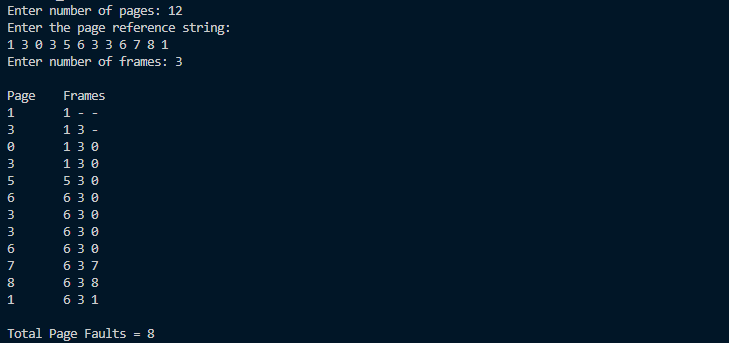 Enter number of pages: 12
Enter the page reference string:
1 3 0 3 5 6 3 3 6 7 8 1
Enter number of frames: 3
Page Frames
1 1 - -
3 1 3 -
0 1 3 0
3 1 3 0
5 5 3 0
6 6 3 0
3 6 3 0
3 6 3 0
6 6 3 0
7 6 3 7
8 6 3 8
1 6 3 1
Total Page Faults = 8